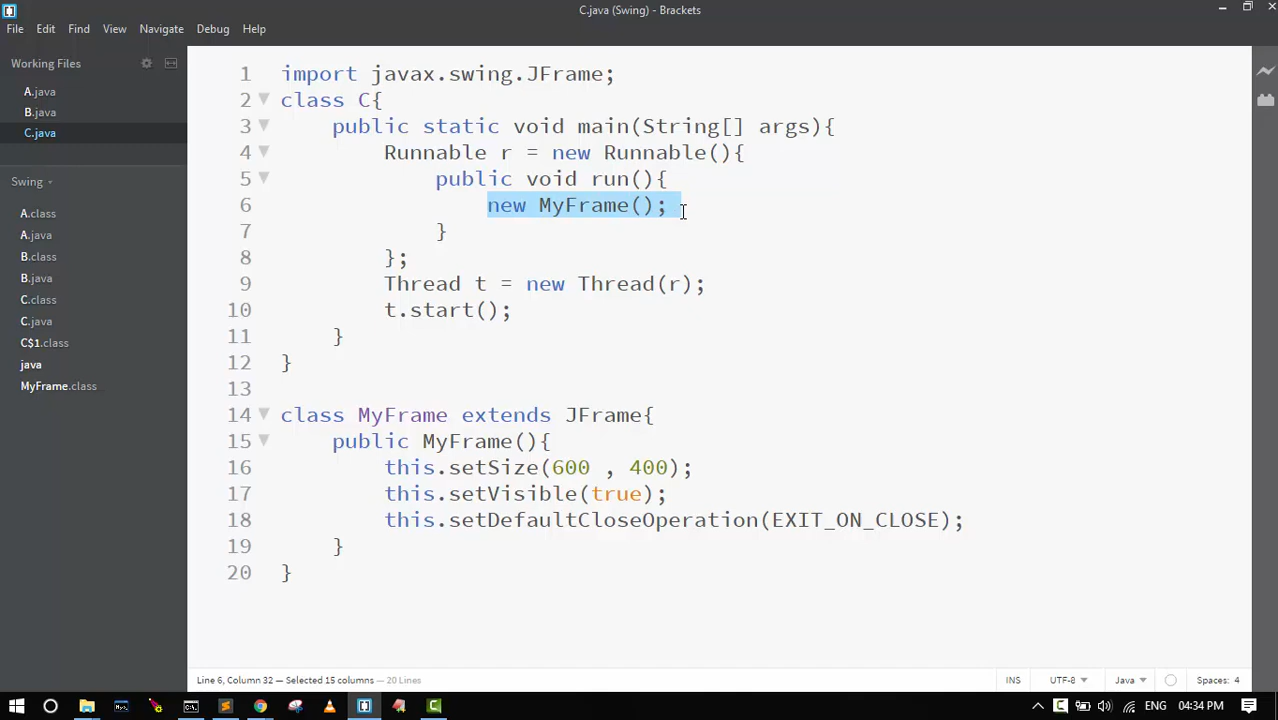 C.java (Swing) - Brackets
File Edit Find View Navigate Debug Help
Working Files
A.java
B.java
C.java
Swing
A.class
A.java
B.class
B.java
C.class
C.java
C$1.class
java
MyFrame.class
1 import javax.swing.JFrame;
2 class C{
3 public static void main(String[] args){
4 Runnable r = new Runnable(){
5 public void run(){
6 new MyFrame();
7 }
8 };
9 Thread t = new Thread(r);
10 t.start();
11 }
12 }
13
14 class MyFrame extends JFrame{
15 public MyFrame(){
16 this.setSize(600 , 400);
17 this.setVisible(true);
18 this.setDefaultCloseOperation(EXIT_ON_CLOSE);
19 }
20 }
Line 6, Column 32 — Selected 15 columns — 20 Lines
INS UTF-8 Java Spaces: 4
04:34 PM